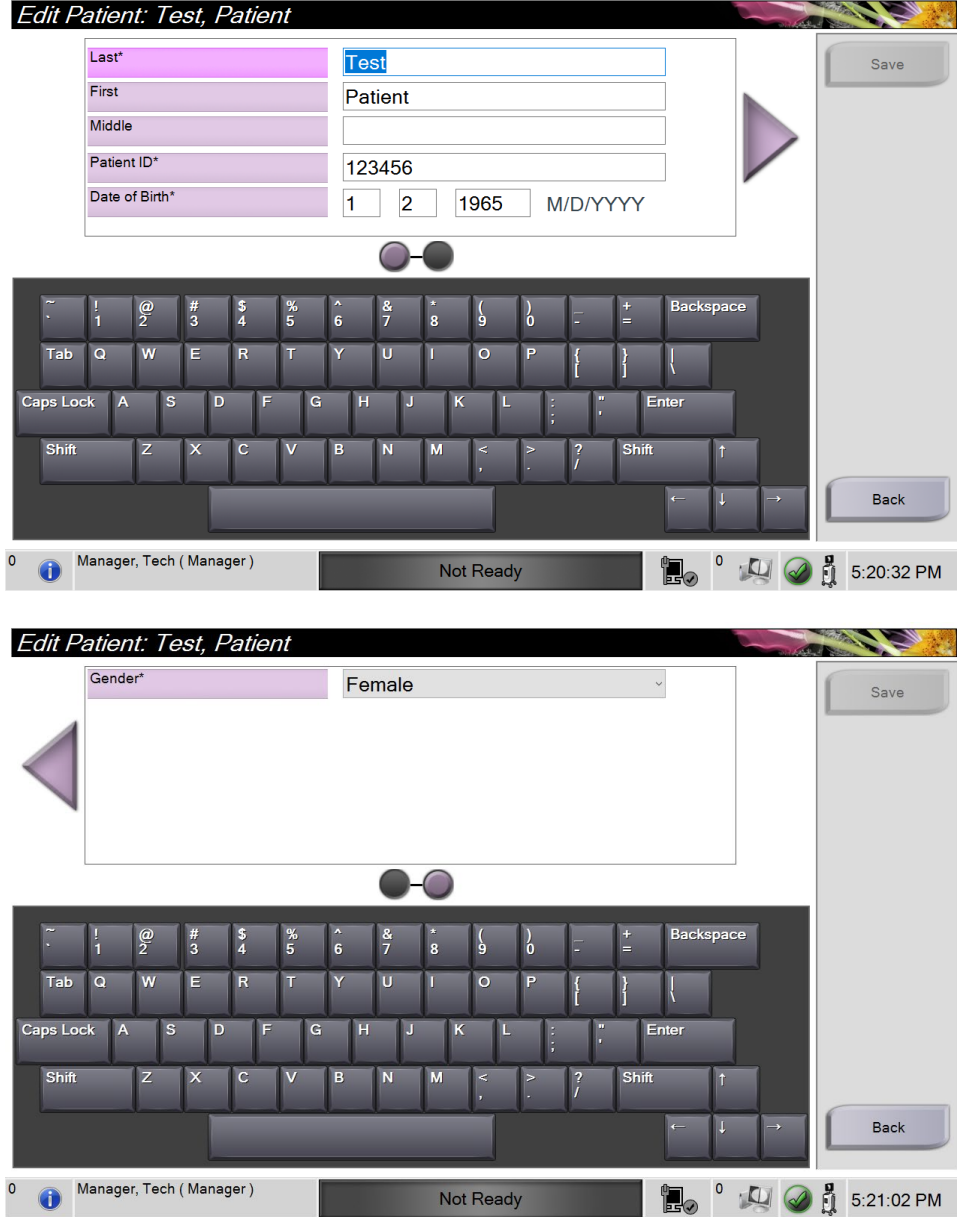 Edit Patient: Test, Patient
Last*
Test
Save
First
Patient
Middle
Patient ID*
123456
Date of Birth*
1 2 1965 M/D/YYYY
~ ! @ # $ % ^ & * ( ) _ + Backspace
` 1 2 3 4 5 6 7 8 9 0 - =
Tab Q W E R T Y U I O P { } |
[ ] \
Caps Lock A S D F G H J K L : " Enter
; '
Shift Z X C V B N M < > ? Shift ↑
, . /
← ↓ →
Back
0 Manager, Tech ( Manager ) Not Ready 0 5:20:32 PM
Edit Patient: Test, Patient
Gender*
Female
Save
~ ! @ # $ % ^ & * ( ) _ + Backspace
` 1 2 3 4 5 6 7 8 9 0 - =
Tab Q W E R T Y U I O P { } |
[ ] \
Caps Lock A S D F G H J K L : " Enter
; '
Shift Z X C V B N M < > ? Shift ↑
, . /
← ↓ →
Back
0 Manager, Tech ( Manager ) Not Ready 0 5:21:02 PM